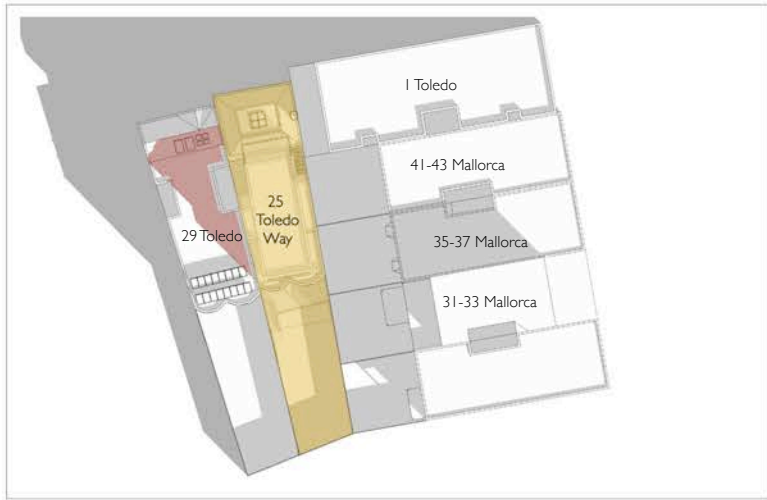 1 Toledo
41-43 Mallorca
25
Toledo
Way
29 Toledo
35-37 Mallorca
31-33 Mallorca